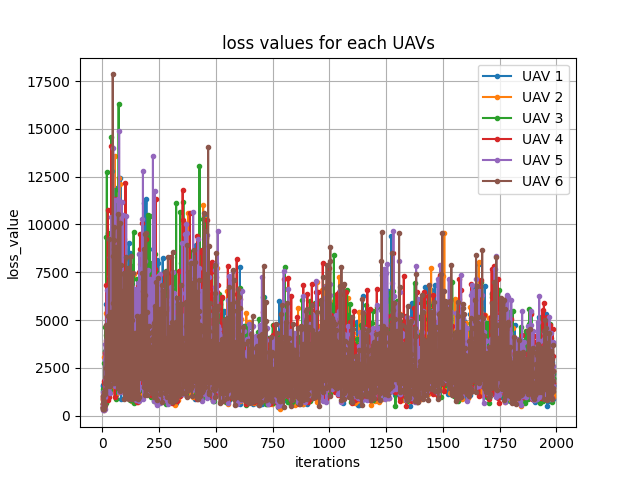 loss values for each UAVs
UAV 1
UAV 2
UAV 3
UAV 4
UAV 5
UAV 6
17500
15000
12500
10000
7500
5000
2500
0
loss_value
0 250 500 750 1000 1250 1500 1750 2000
iterations